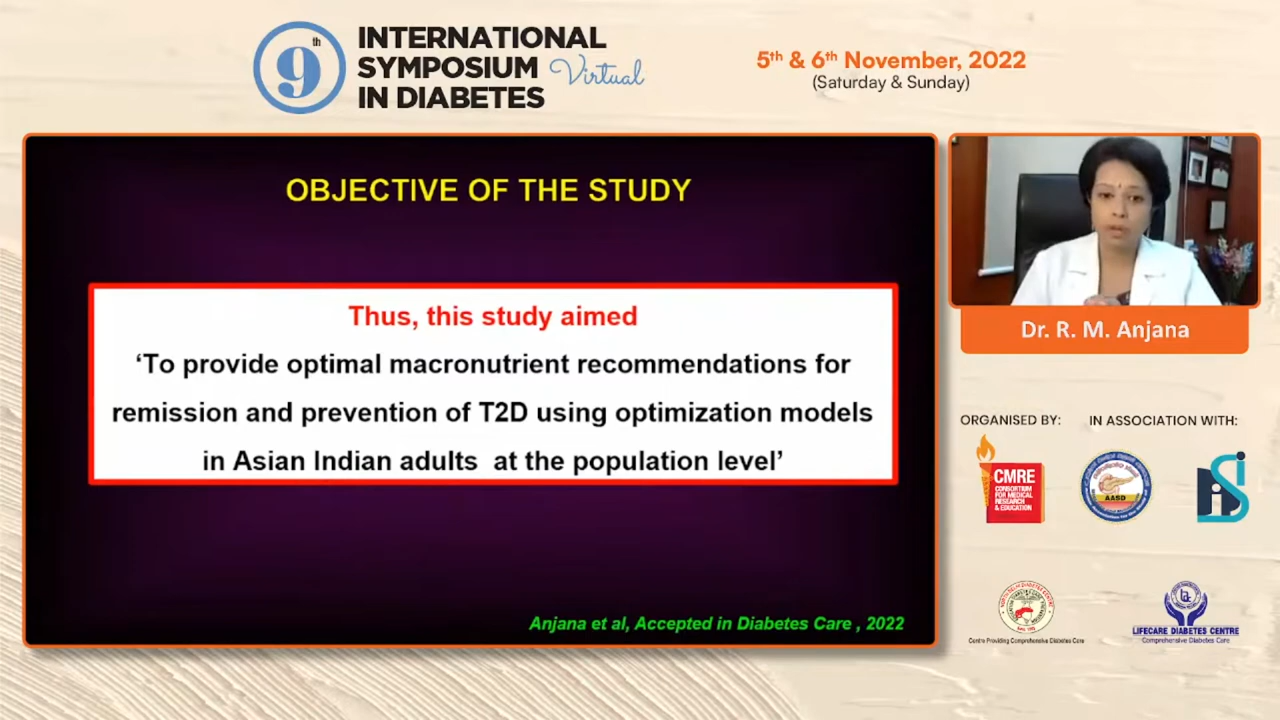 9th
INTERNATIONAL
SYMPOSIUM Virtual
IN DIABETES
5th & 6th November, 2022
(Saturday & Sunday)
OBJECTIVE OF THE STUDY
Thus, this study aimed
‘To provide optimal macronutrient recommendations for
remission and prevention of T2D using optimization models
in Asian Indian adults at the population level’
Anjana et al, Accepted in Diabetes Care , 2022
Dr. R. M. Anjana
ORGANISED BY:
IN ASSOCIATION WITH:
CMRE
CONSORTIUM
FOR MEDICAL
RESEARCH
& EDUCATION
AASD
Centre Providing Comprehensive Diabetes Care
LIFECARE DIABETES CENTRE
Comprehensive Diabetes Care